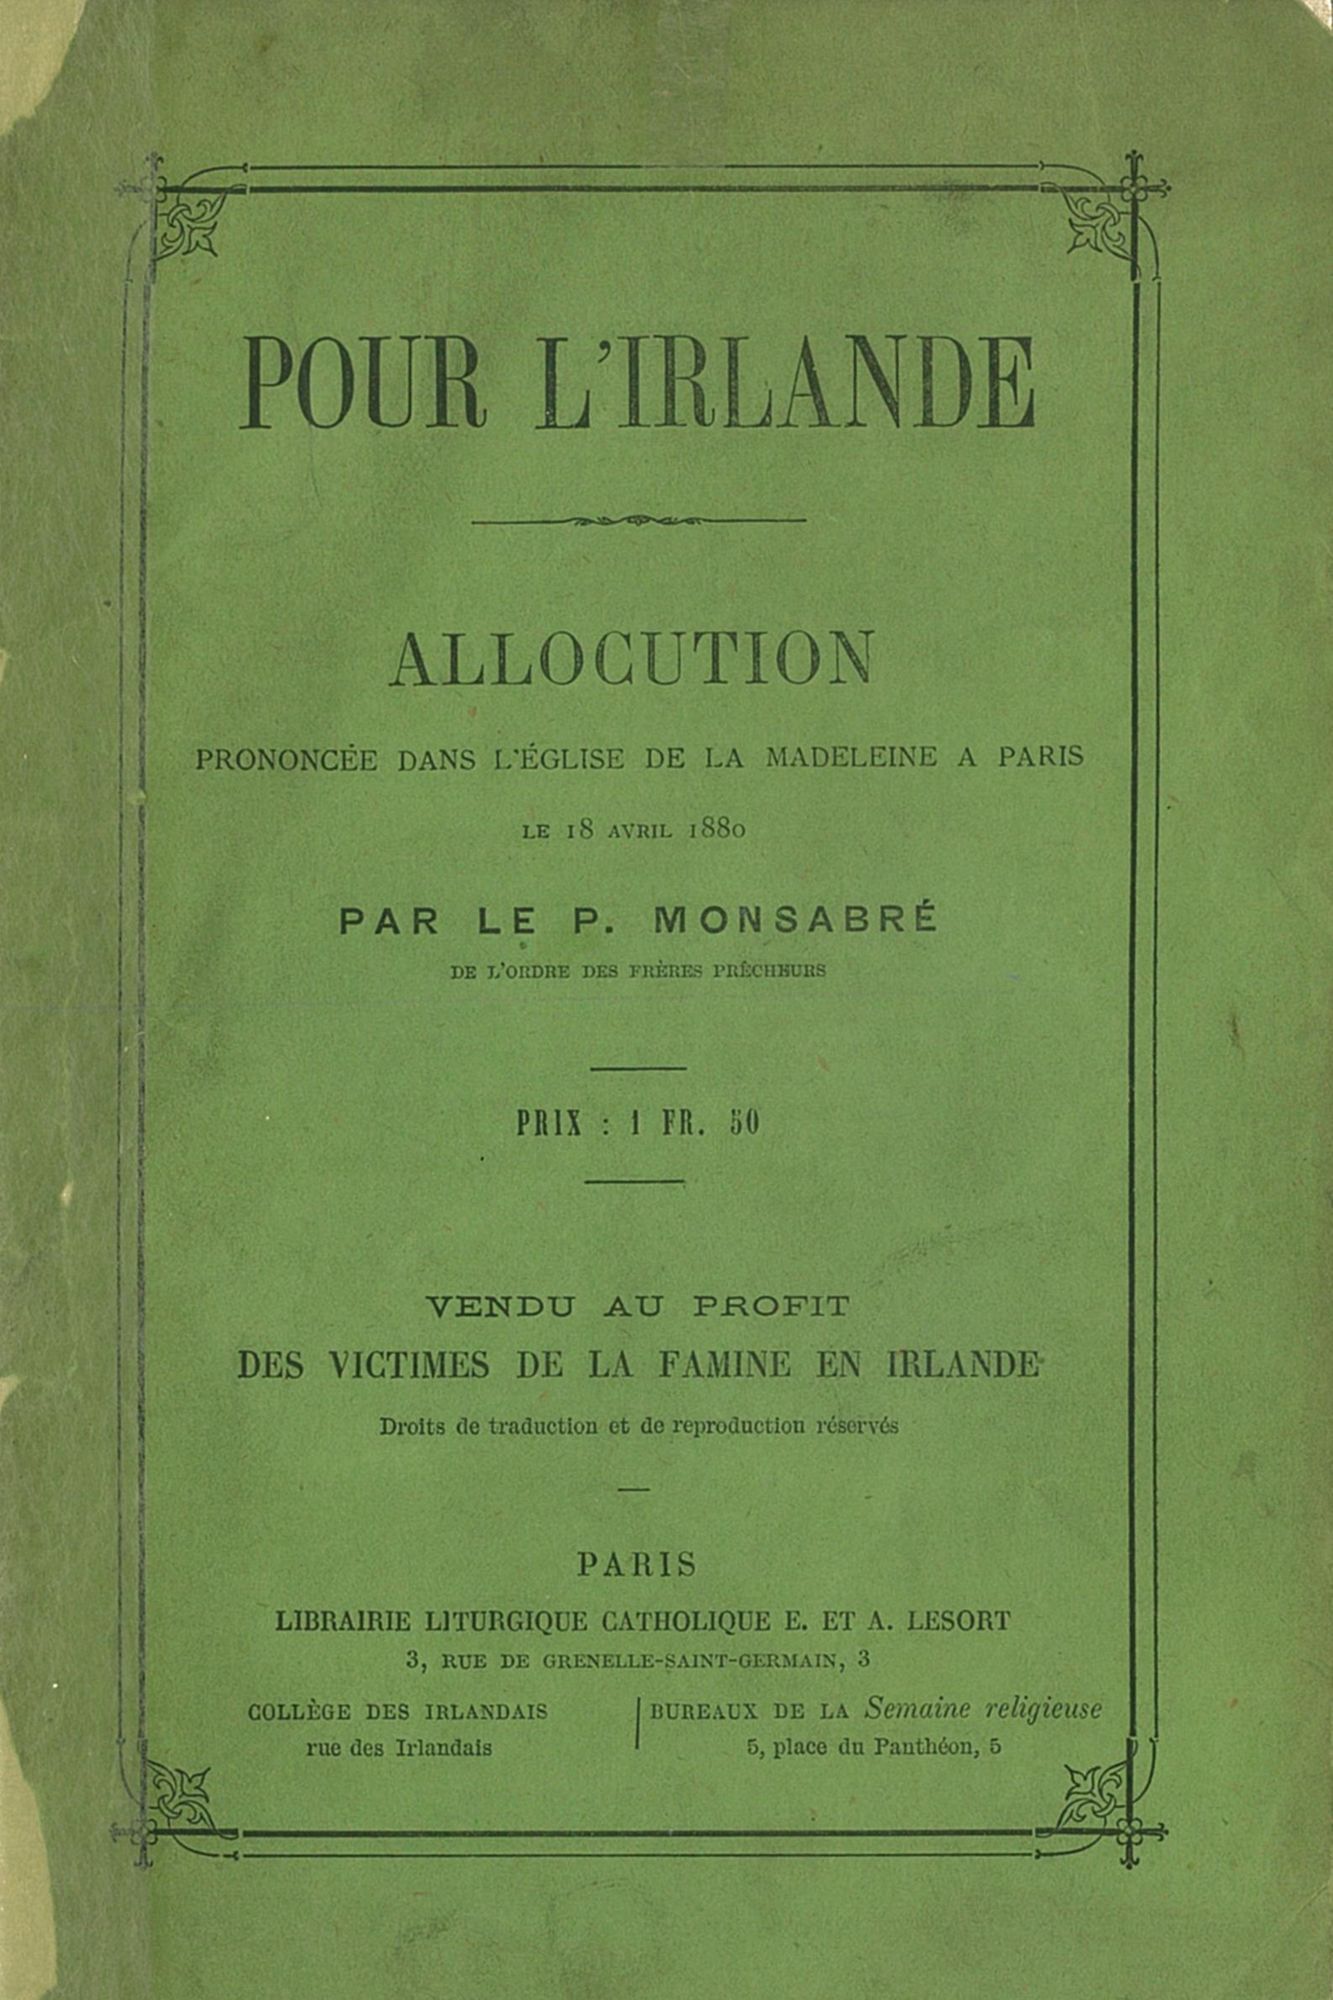 POUR L'IRLANDE
ALLOCUTION
PRONONCÉE DANS L'ÉGLISE DE LA MADELEINE A PARIS
LE 18 AVRIL 1880
PAR LE P. MONSABRÉ
DE L'ORDRE DES FRÈRES PRÊCHEURS
PRIX : 1 FR. 50
VENDU AU PROFIT
DES VICTIMES DE LA FAMINE EN IRLANDE
Droits de traduction et de reproduction réservés
PARIS
LIBRAIRIE LITURGIQUE CATHOLIQUE E. ET A. LESORT
3, RUE DE GRENELLE-SAINT-GERMAIN, 3
COLLÈGE DES IRLANDAIS
rue des Irlandais
BUREAUX DE LA Semaine religieuse
5, place du Panthéon, 5